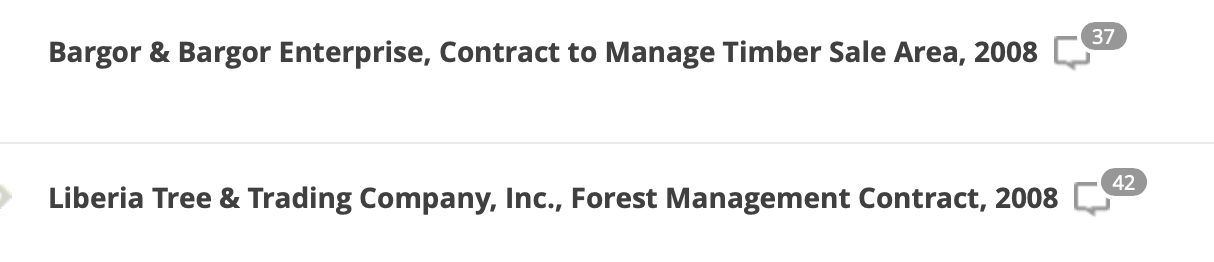 Bargor & Bargor Enterprise, Contract to Manage Timber Sale Area, 2008 37
Liberia Tree & Trading Company, Inc., Forest Management Contract, 2008 42